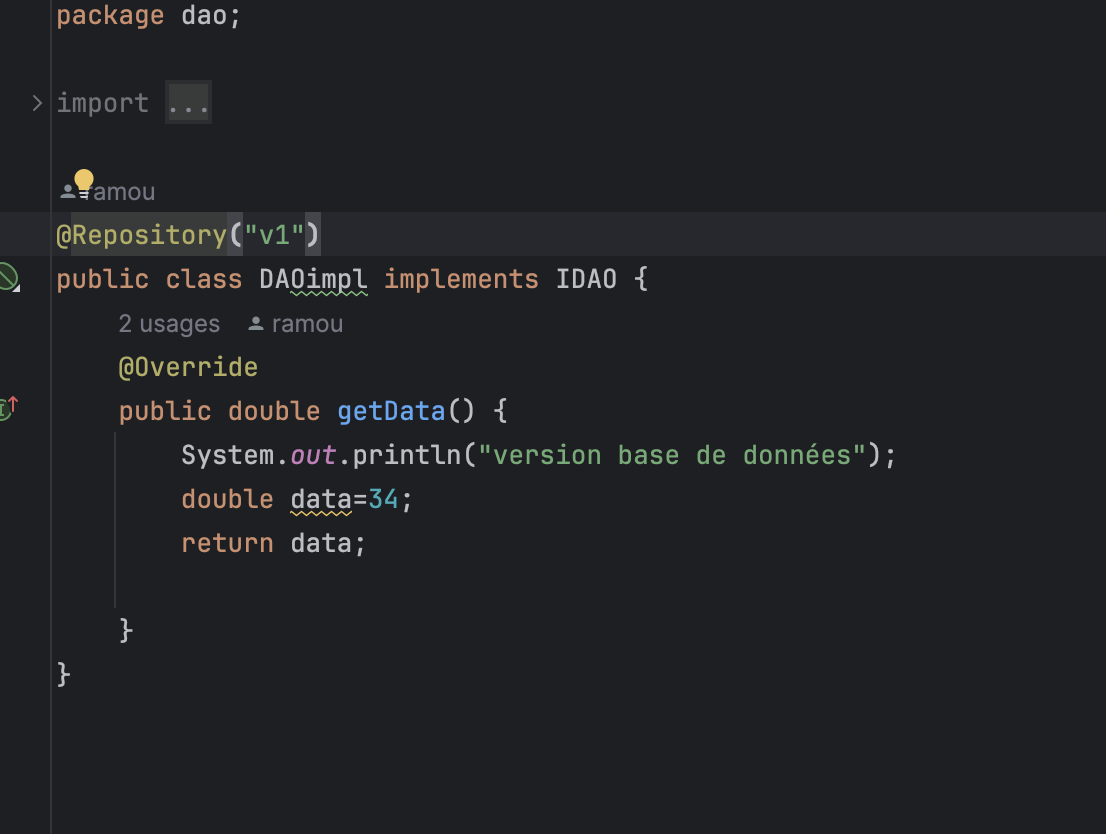 package dao;
import ...
ramou
@Repository("v1")
public class DAOimpl implements IDAO {
2 usages ramou
@Override
public double getData() {
System.out.println("version base de données");
double data=34;
return data;
}
}